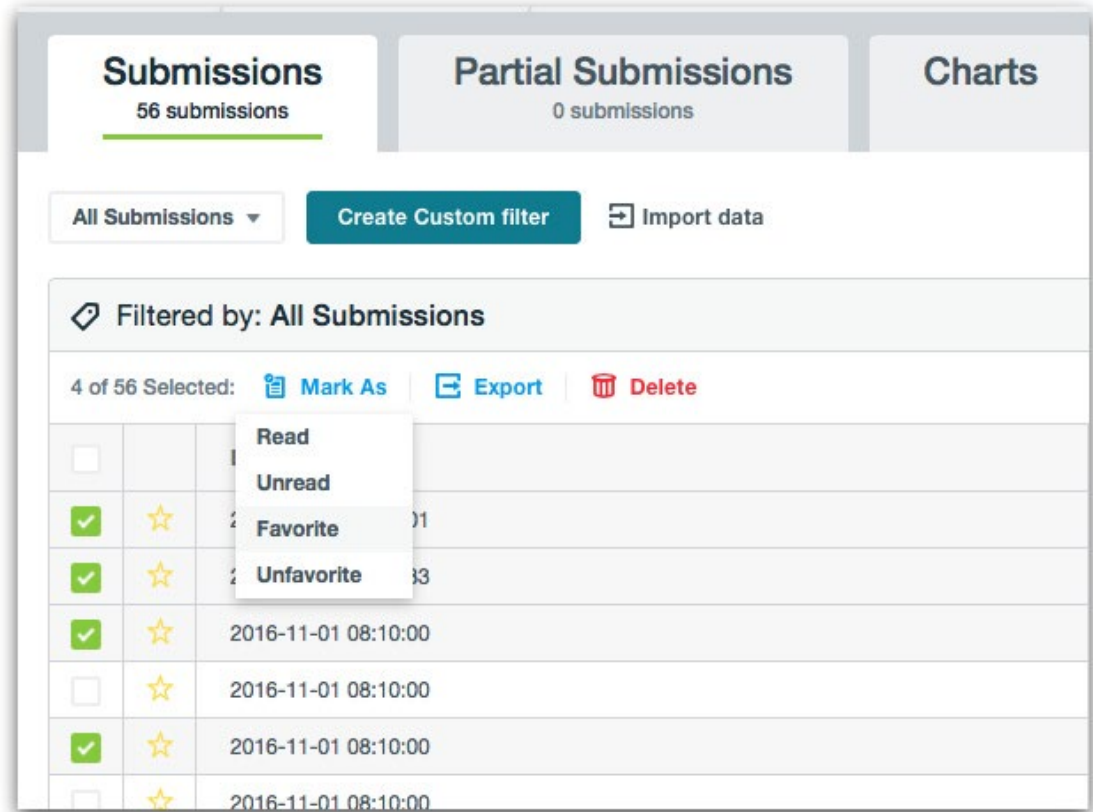 Submissions
56 submissions
Partial Submissions
0 submissions
Charts
All Submissions
Create Custom filter
Import data
Filtered by: All Submissions
4 of 56 Selected: Mark As Export Delete
Read
Unread
Favorite
Unfavorite
2016-11-01 08:10:00
2016-11-01 08:10:00
2016-11-01 08:10:00
2016-11-01 08:10:00